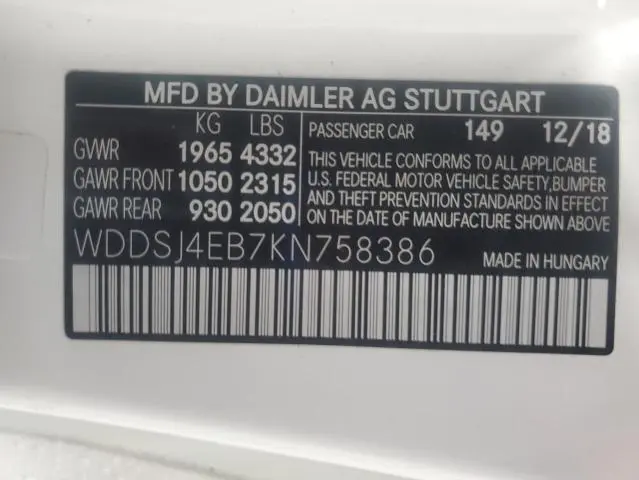 MFD BY DAIMLER AG STUTTGART
KG LBS
GVWR 1965 4332
GAWR FRONT 1050 2315
GAWR REAR 930 2050
PASSENGER CAR 149 12/18
THIS VEHICLE CONFORMS TO ALL APPLICABLE
U.S. FEDERAL MOTOR VEHICLE SAFETY,BUMPER
AND THEFT PREVENTION STANDARDS IN EFFECT
ON THE DATE OF MANUFACTURE SHOWN ABOVE
WDDSJ4EB7KN758386
MADE IN HUNGARY